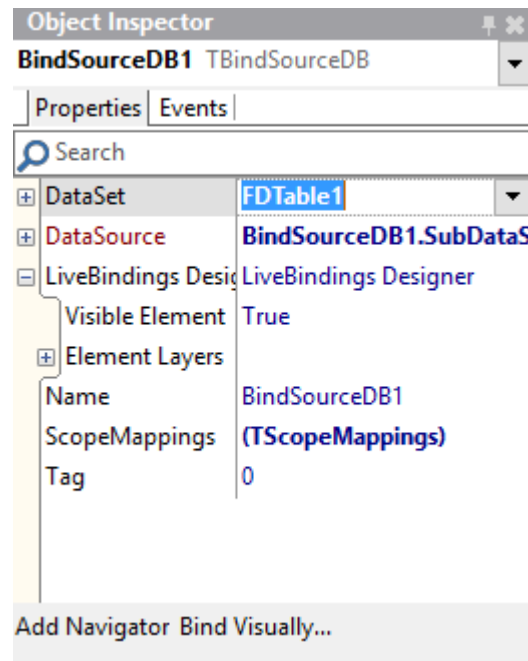 Object Inspector
BindSourceDB1 TBindSourceDB
Properties Events
Search
DataSet FDTable1
DataSource BindSourceDB1.SubDataS
LiveBindings Desig LiveBindings Designer
Visible Element True
Element Layers
Name BindSourceDB1
ScopeMappings (TScopeMappings)
Tag 0
Add Navigator Bind Visually...